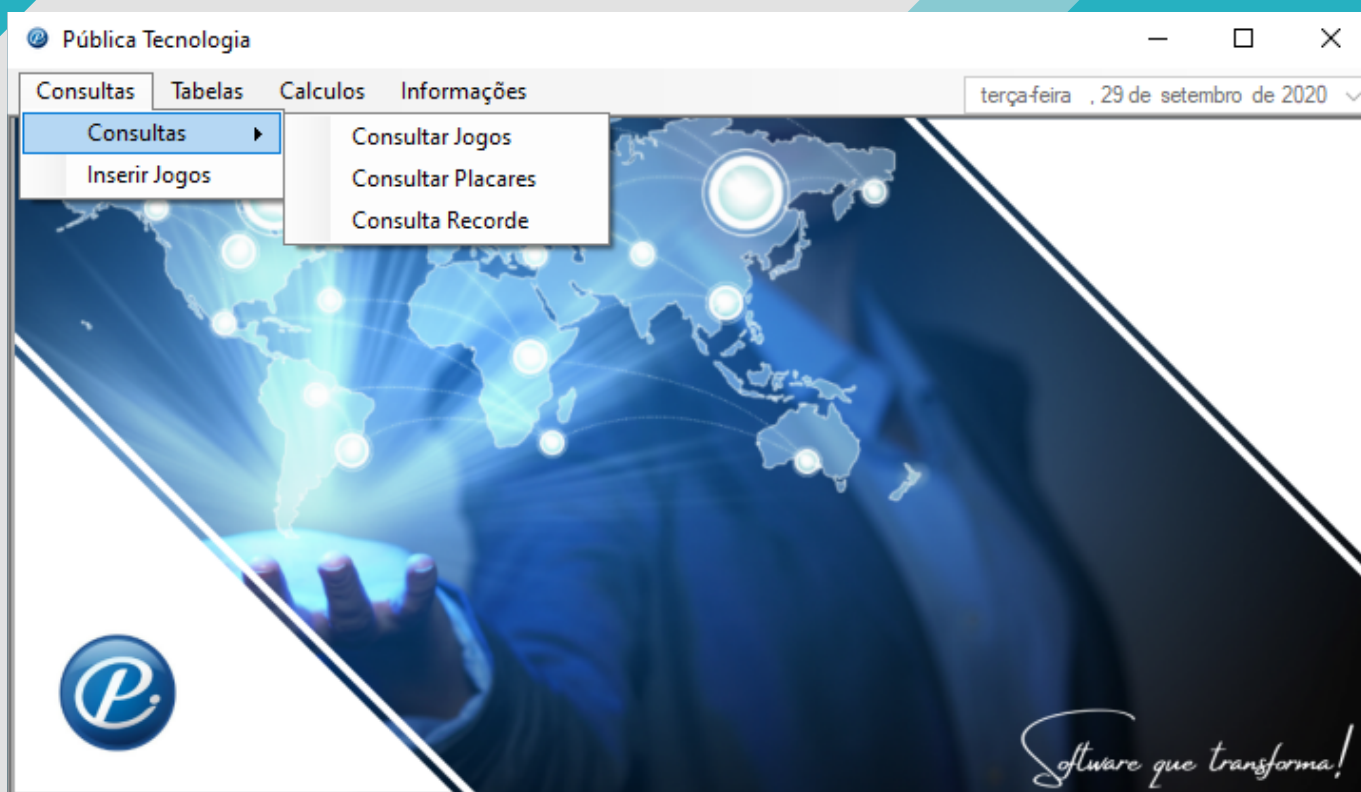 Pública Tecnologia
Consultas Tabelas Calculos Informações
terça-feira , 29 de setembro de 2020
Consultas
Inserir Jogos
Consultar Jogos
Consultar Placares
Consulta Recorde
P
Software que transforma!